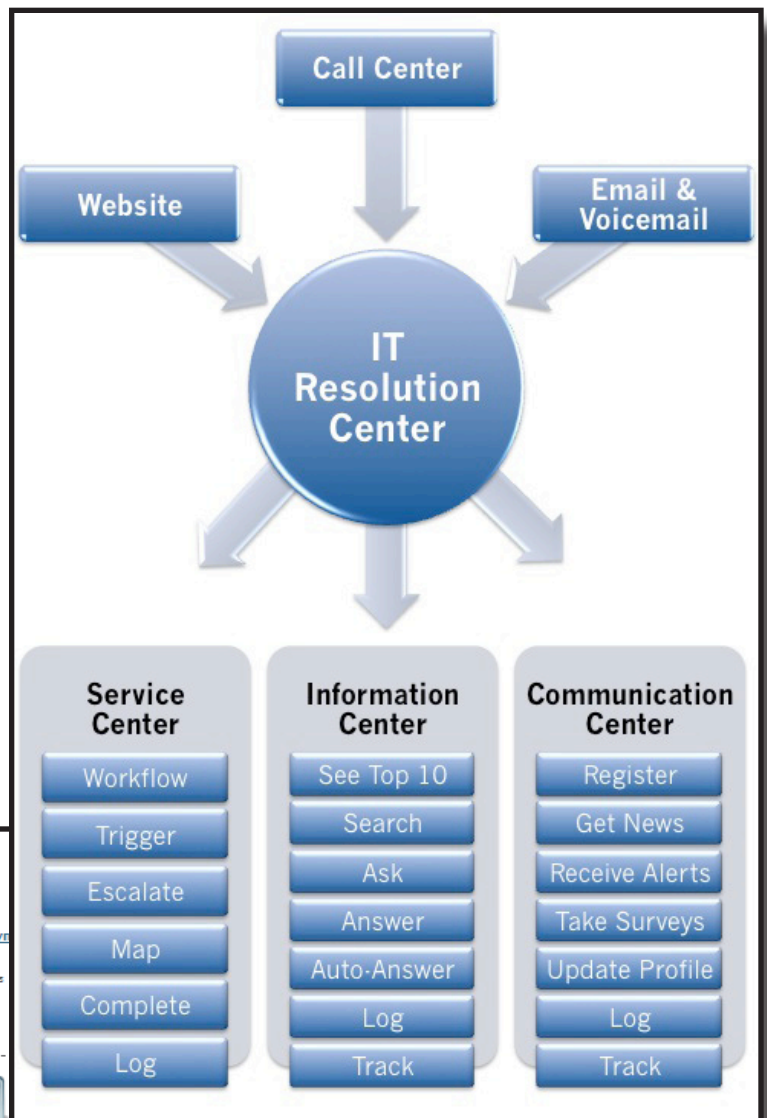 Call Center
Website
Email &
Voicemail
IT
Resolution
Center
Service
Center
Workflow
Trigger
Escalate
Map
Complete
Log
Information
Center
See Top 10
Search
Ask
Answer
Auto-Answer
Log
Track
Communication
Center
Register
Get News
Receive Alerts
Take Surveys
Update Profile
Log
Track